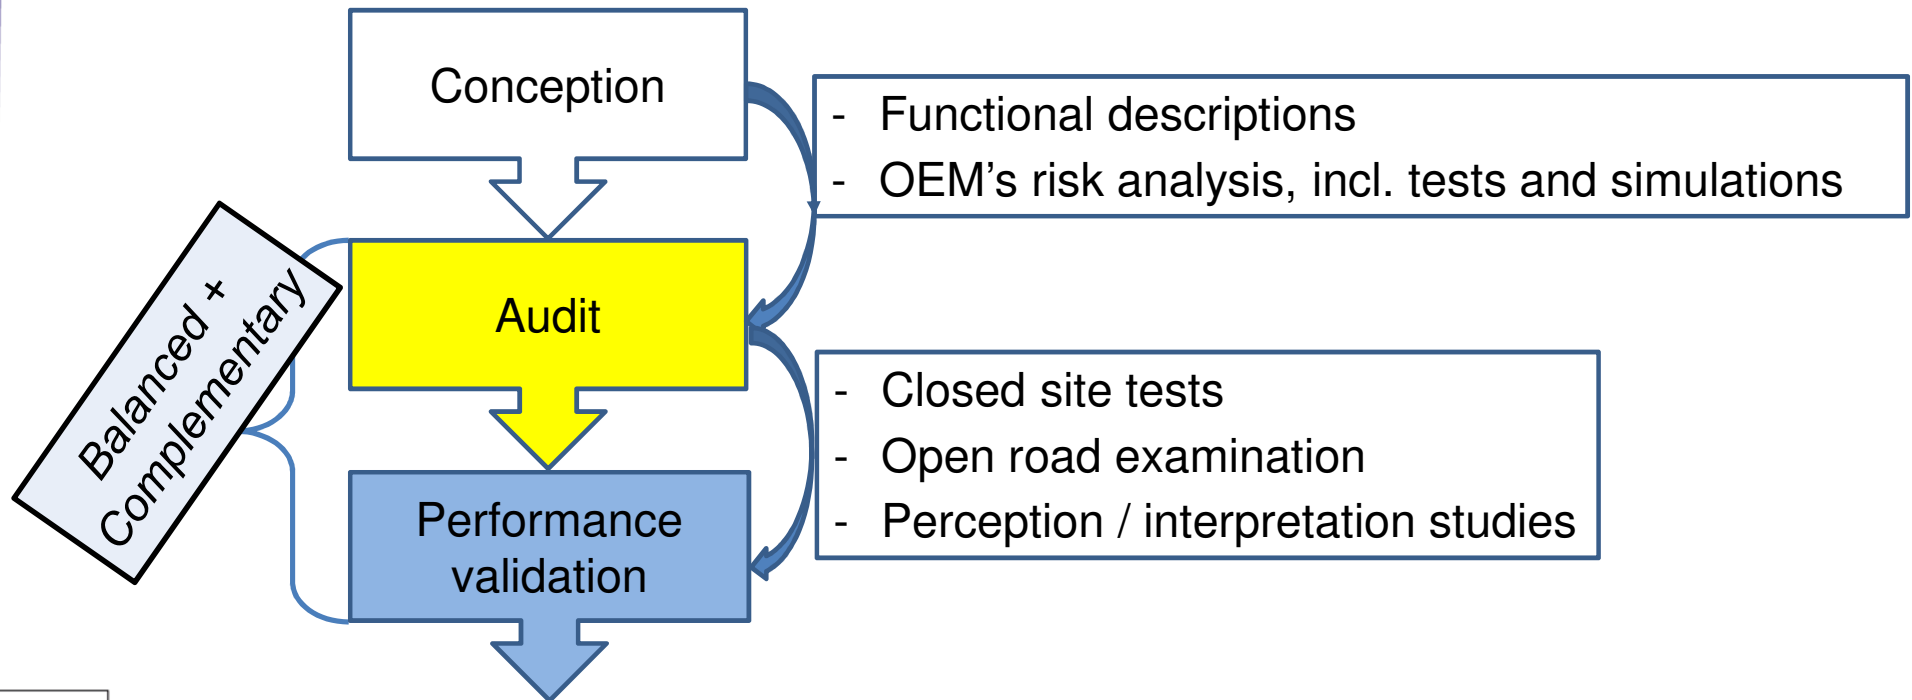 Conception
- Functional descriptions
- OEM's risk analysis, incl. tests and simulations
Balanced +
Complementary
Audit
- Closed site tests
- Open road examination
- Perception / interpretation studies
Performance
validation